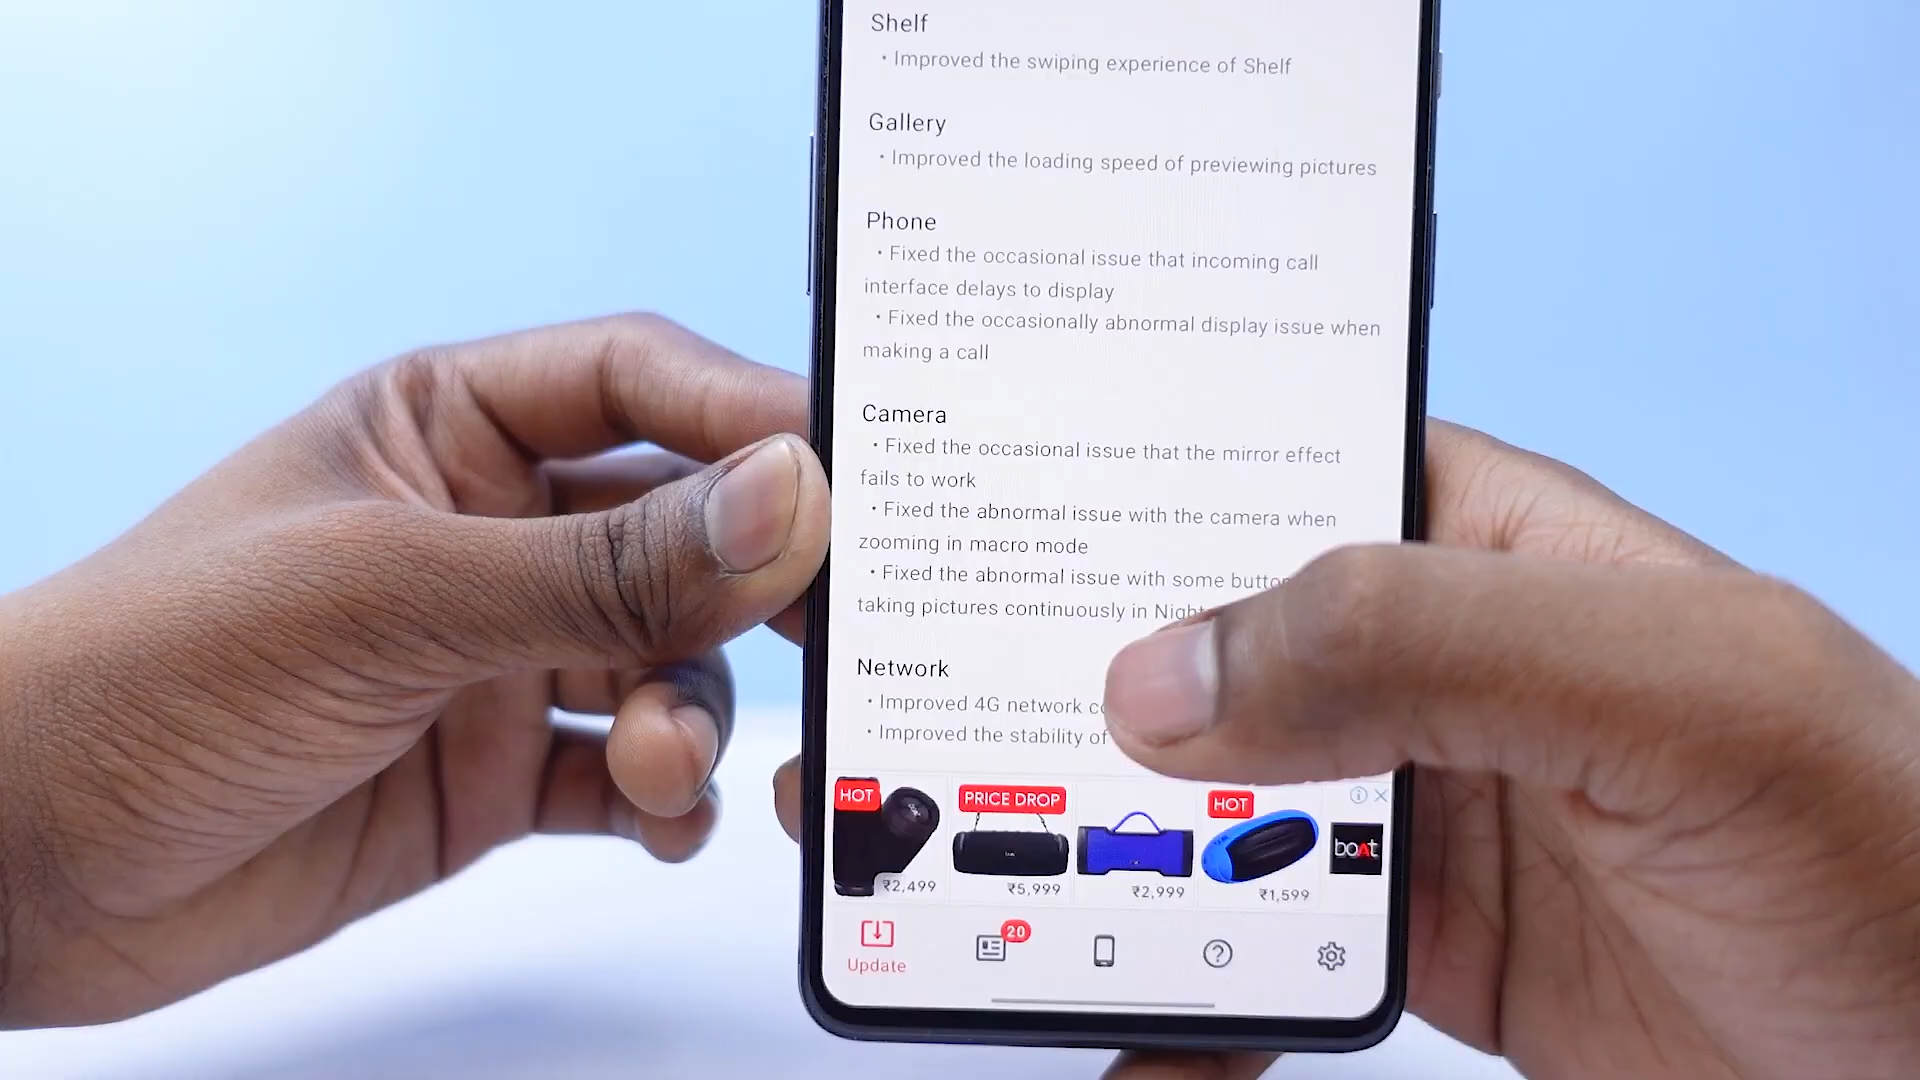 Shelf
• Improved the swiping experience of Shelf
Gallery
• Improved the loading speed of previewing pictures
Phone
• Fixed the occasional issue that incoming call
interface delays to display
• Fixed the occasionally abnormal display issue when
making a call
Camera
• Fixed the occasional issue that the mirror effect
fails to work
• Fixed the abnormal issue with the camera when
zooming in macro mode
• Fixed the abnormal issue with some
taking pictures continuously in
Network
• Improved 4G network
• Improved the stability of
HOT
PRICE DROP
HOT
boAt
₹2,499
₹5,999
₹2,999
₹1,599
20
Update